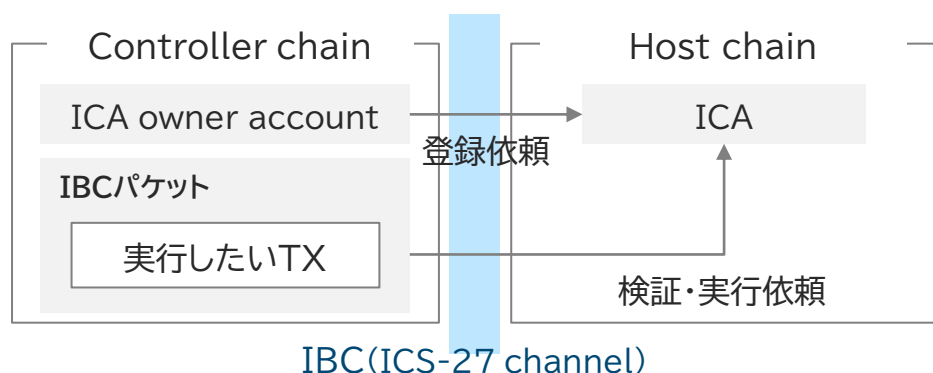 Controller chain
Host chain
ICA owner account
ICA
登録依頼
IBCパケット
実行したいTX
検証・実行依頼
IBC(ICS-27 channel)